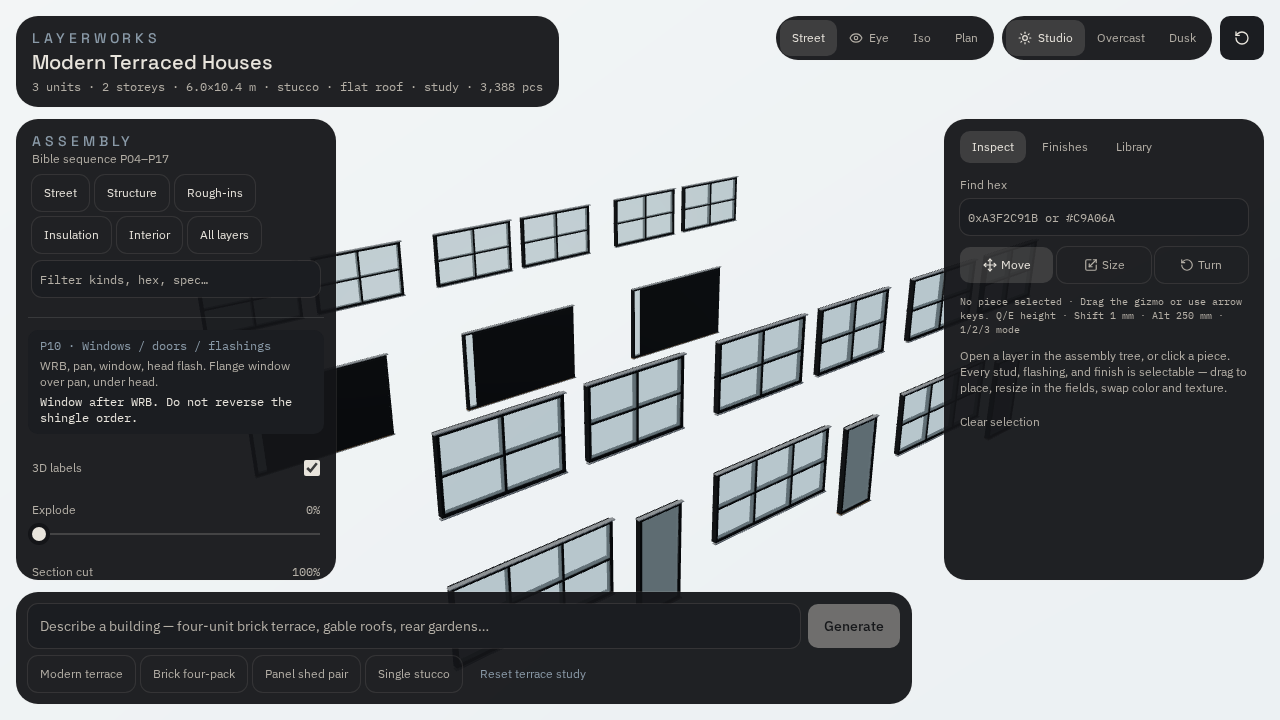 LAYERWORKS
Modern Terraced Houses
3 units · 2 storeys · 6.0×10.4 m · stucco · flat roof · study · 3,388 pcs
Street Eye Iso Plan
Studio Overcast Dusk
ASSEMBLY
Bible sequence P04–P17
Street Structure Rough-ins
Insulation Interior All layers
Filter kinds, hex, spec…
P10 · Windows / doors / flashings
WRB, pan, window, head flash. Flange window
over pan, under head.
Window after WRB. Do not reverse the
shingle order.
3D labels
Explode 0%
Section cut 100%
Inspect Finishes Library
Find hex
0xA3F2C91B or #C9A06A
Move Size Turn
No piece selected · Drag the gizmo or use arrow
keys. Q/E height · Shift 1 mm · Alt 250 mm ·
1/2/3 mode
Open a layer in the assembly tree, or click a piece.
Every stud, flashing, and finish is selectable — drag to
place, resize in the fields, swap color and texture.
Clear selection
Describe a building — four-unit brick terrace, gable roofs, rear gardens…
Generate
Modern terrace Brick four-pack Panel shed pair Single stucco Reset terrace study